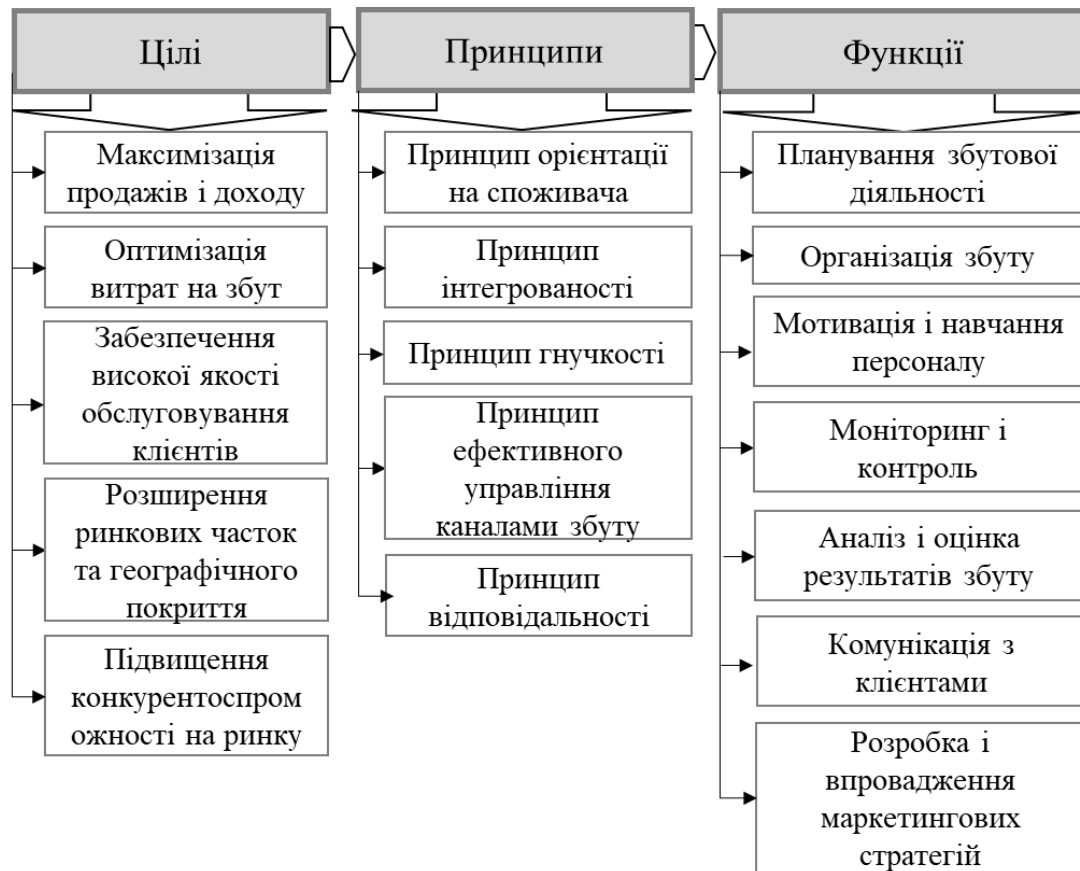 Цілі
Максимізація
продажів і доходу
Оптимізація
витрат на збут
Забезпечення
високої якості
обслуговування
клієнтів
Розширення
ринкових часток
та географічного
покриття
Підвищення
конкурентоспром
ожності на ринку
Принципи
Принцип орієнтації
на споживача
Принцип
інтегрованості
Принцип гнучкості
Принцип
ефективного
управління
каналами збуту
Принцип
відповідальності
Функції
Планування збутової
діяльності
Організація збуту
Мотивація і навчання
персоналу
Моніторинг і
контроль
Аналіз і оцінка
результатів збуту
Комунікація з
клієнтами
Розробка і
впровадження
маркетингових
стратегій